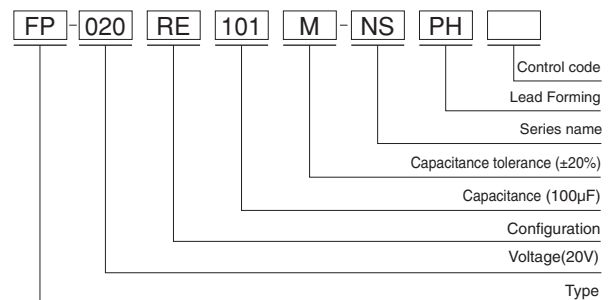 FP-020 RE 101 M-NS PH
Control code
Lead Forming
Series name
Capacitance tolerance (±20%)
Capacitance (100µF)
Configuration
Voltage(20V)
Type